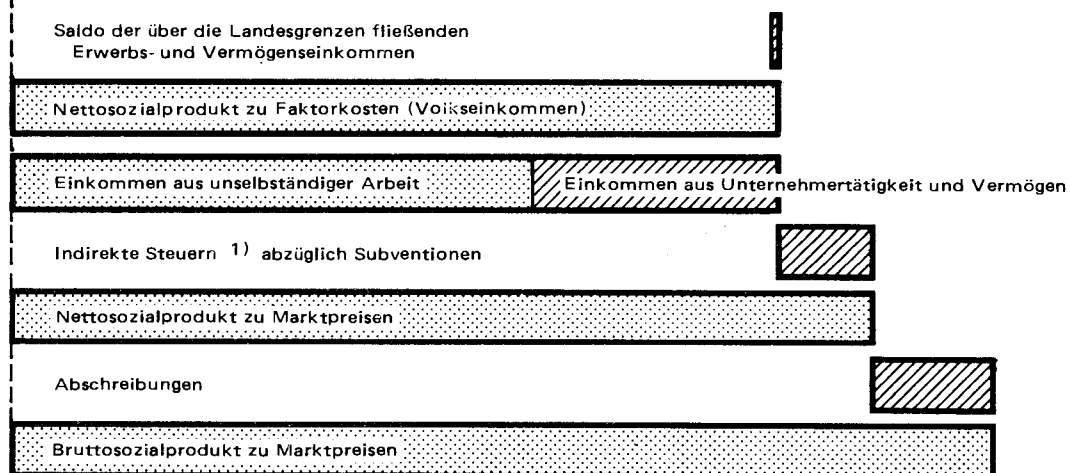 Saldo der über die Landesgrenzen fließenden
Erwerbs- und Vermögenseinkommen
Nettosozialprodukt zu Faktorkosten (Volkseinkommen)
Einkommen aus unselbständiger Arbeit
Einkommen aus Unternehmertätigkeit und Vermögen
Indirekte Steuern 1) abzüglich Subventionen
Nettosozialprodukt zu Marktpreisen
Abschreibungen
Bruttosozialprodukt zu Marktpreisen